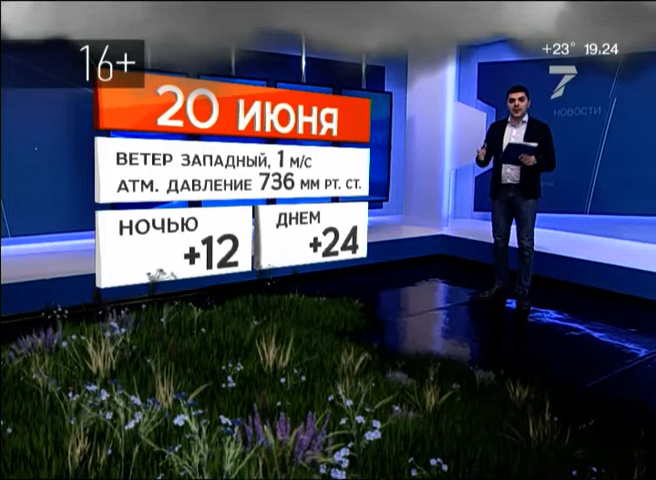 16+
+23° 19.24
7
НОВОСТИ
20 ИЮНЯ
ВЕТЕР ЗАПАДНЫЙ, 1 М/С
АТМ. ДАВЛЕНИЕ 736 ММ РТ. СТ.
НОЧЬЮ
+12
ДНЕМ
+24